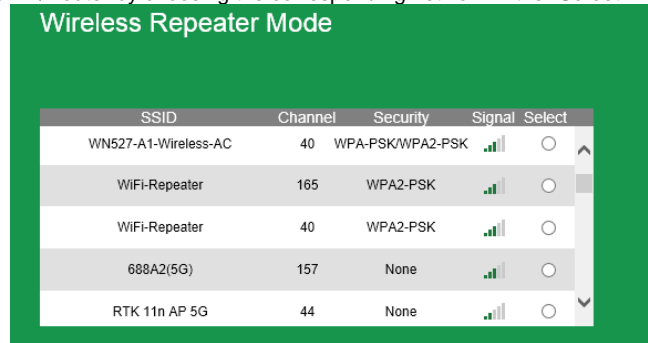 Wireless Repeater Mode
SSID Channel Security Signal Select
WN527-A1-Wireless-AC 40 WPA-PSK/WPA2-PSK
WiFi-Repeater 165 WPA2-PSK
WiFi-Repeater 40 WPA2-PSK
688A2(5G) 157 None
RTK 11n AP 5G 44 None